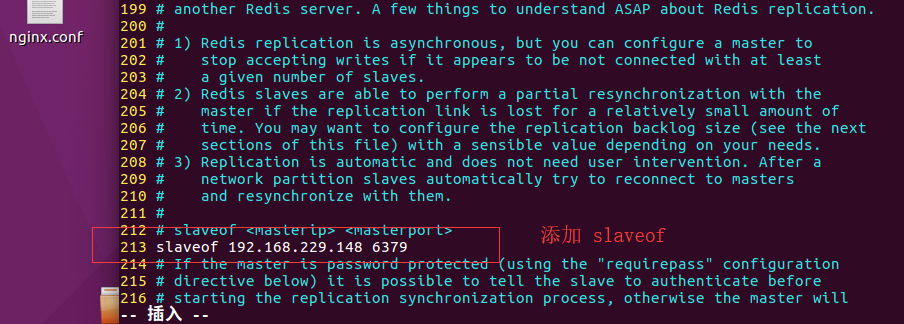 nginx.conf
199 # another Redis server. A few things to understand ASAP about Redis replication.
200 #
201 # 1) Redis replication is asynchronous, but you can configure a master to
202 #    stop accepting writes if it appears to be not connected with at least
203 #    a given number of slaves.
204 # 2) Redis slaves are able to perform a partial resynchronization with the
205 #    master if the replication link is lost for a relatively small amount of
206 #    time. You may want to configure the replication backlog size (see the next
207 #    sections of this file) with a sensible value depending on your needs.
208 # 3) Replication is automatic and does not need user intervention. After a
209 #    network partition slaves automatically try to reconnect to masters
210 #    and resynchronize with them.
211 #
212 # slaveof <masterip> <masterport>
213 slaveof 192.168.229.148 6379
添加 slaveof
214 # If the master is password protected (using the "requirepass" configuration
215 # directive below) it is possible to tell the slave to authenticate before
216 # starting the replication synchronization process, otherwise the master will
-- 插入 --